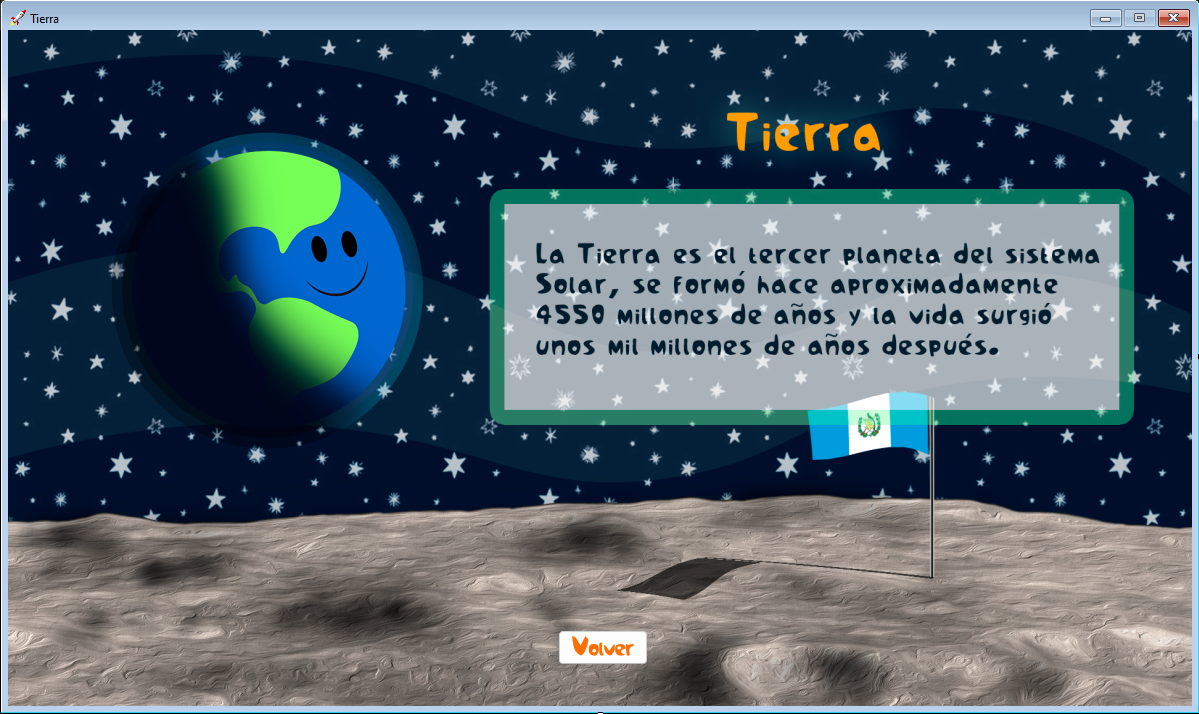 Tierra
Tierra
La Tierra es el tercer planeta del sistema
Solar, se formó hace aproximadamente
4550 millones de años y la vida surgió
unos mil millones de años después.
Volver